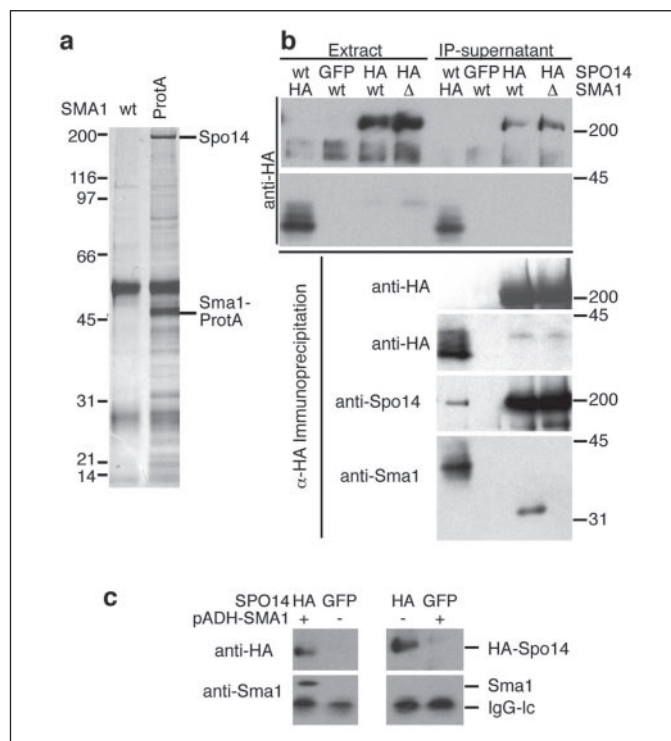 a
SMA1 wt ProtA
200 Spo14
116
97
66
45 Sma1-
ProtA
31
21
14
b
Extract IP-supernatant
wt GFP HA HA wt GFP HA HA SPO14
HA wt wt Δ HA wt wt Δ SMA1
anti-HA
200
45
α-HA Immunoprecipitation
anti-HA
200
45
anti-HA
anti-Spo14 200
45
anti-Sma1
31
c
SPO14 HA GFP HA GFP
pADH-SMA1 + - - +
anti-HA HA-Spo14
anti-Sma1 Sma1
IgG-lc